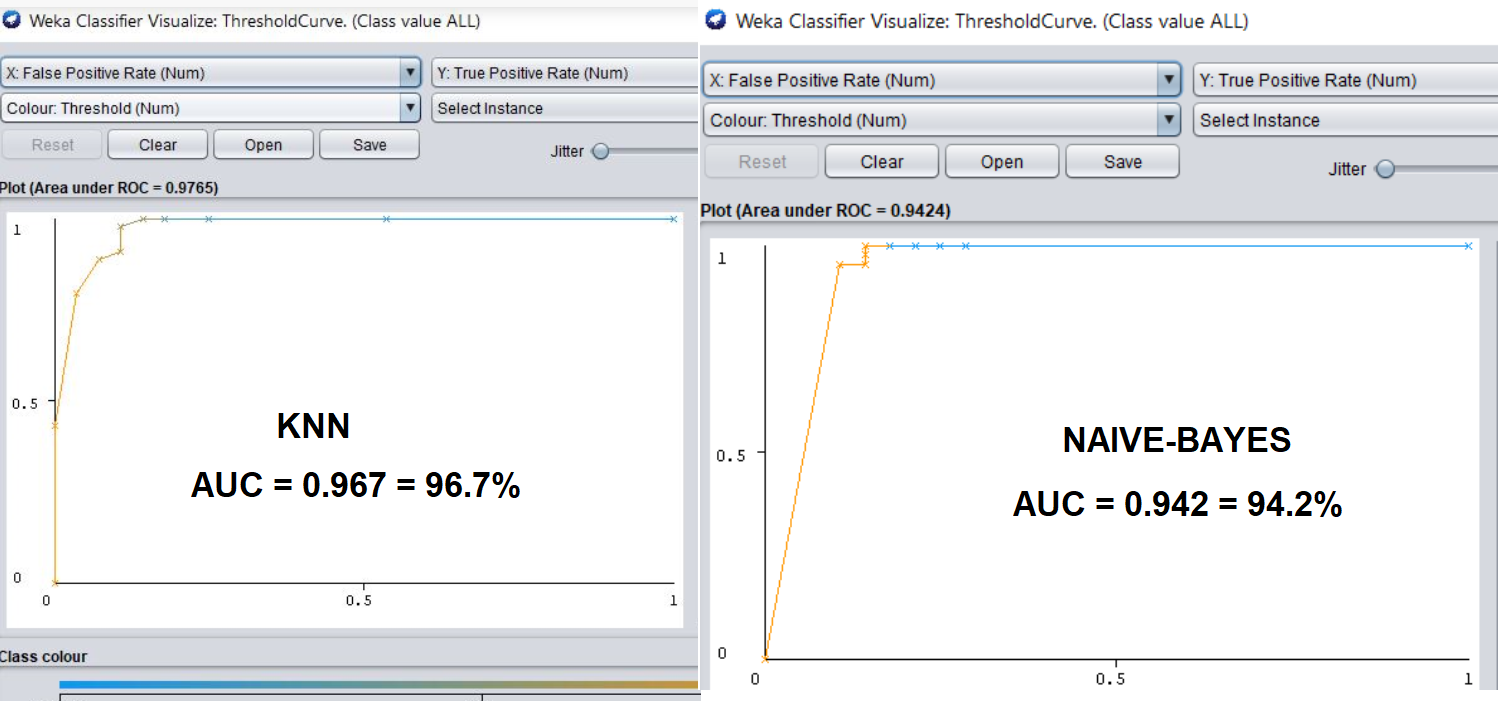 Weka Classifier Visualize: ThresholdCurve. (Class value ALL)
X: False Positive Rate (Num)
Y: True Positive Rate (Num)
Colour: Threshold (Num)
Select Instance
Reset
Clear
Open
Save
Jitter
Plot (Area under ROC = 0.9765)
1
0.5
0
0
0.5
1
KNN
AUC = 0.967 = 96.7%
Class colour
Weka Classifier Visualize: ThresholdCurve. (Class value ALL)
X: False Positive Rate (Num)
Y: True Positive Rate (Num)
Colour: Threshold (Num)
Select Instance
Reset
Clear
Open
Save
Jitter
Plot (Area under ROC = 0.9424)
1
0.5
0
0
0.5
1
NAIVE-BAYES
AUC = 0.942 = 94.2%